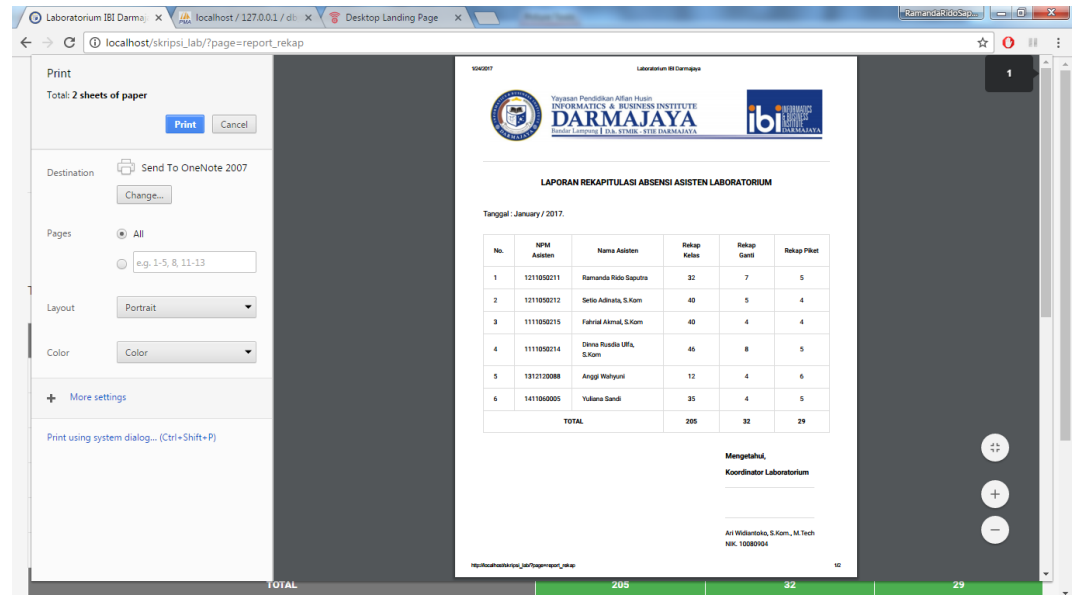 Laboratorium IBI Darmaj
localhost / 127.0.0.1 / db
Desktop Landing Page
RamandaRidoSap...
localhost/skripsi_lab/?page=report_rekap
Print
Total: 2 sheets of paper
Print Cancel
Destination Send To OneNote 2007
Change...
Pages All
e.g. 1-5, 8, 11-13
Layout Portrait
Color Color
More settings
Print using system dialog... (Ctrl+Shift+P)
1/24/2017 Laboratorium IBI Darmajaya
Yayasan Pendidikan Alfian Husin
INFORMATICS & BUSINESS INSTITUTE
DARMAJAYA
Bandar Lampung | D.h. STMIK - STIE DARMAJAYA
ibi
INFORMATICS
& BUSINESS
INSTITUTE
DARMAJAYA
LAPORAN REKAPITULASI ABSENSI ASISTEN LABORATORIUM
Tanggal : January / 2017.
No. NPM Asisten Nama Asisten Rekap Kelas Rekap Ganti Rekap Piket
1 1211050211 Ramanda Rido Saputra 32 7 5
2 1211050212 Setio Adinata, S.Kom 40 5 4
3 1111050215 Fahrial Akmal, S.Kom 40 4 4
4 1111050214 Dinna Rusdia Ulfa, S.Kom 46 8 5
5 1312120088 Anggi Wahyuni 12 4 6
6 1411060005 Yuliana Sandi 35 4 5
TOTAL 205 32 29
Mengetahui,
Koordinator Laboratorium
Ari Widiantoko, S.Kom., M.Tech
NIK. 10080904
http://localhost/skripsi_lab/?page=report_rekap 1/2
1
TOTAL 205 32 29